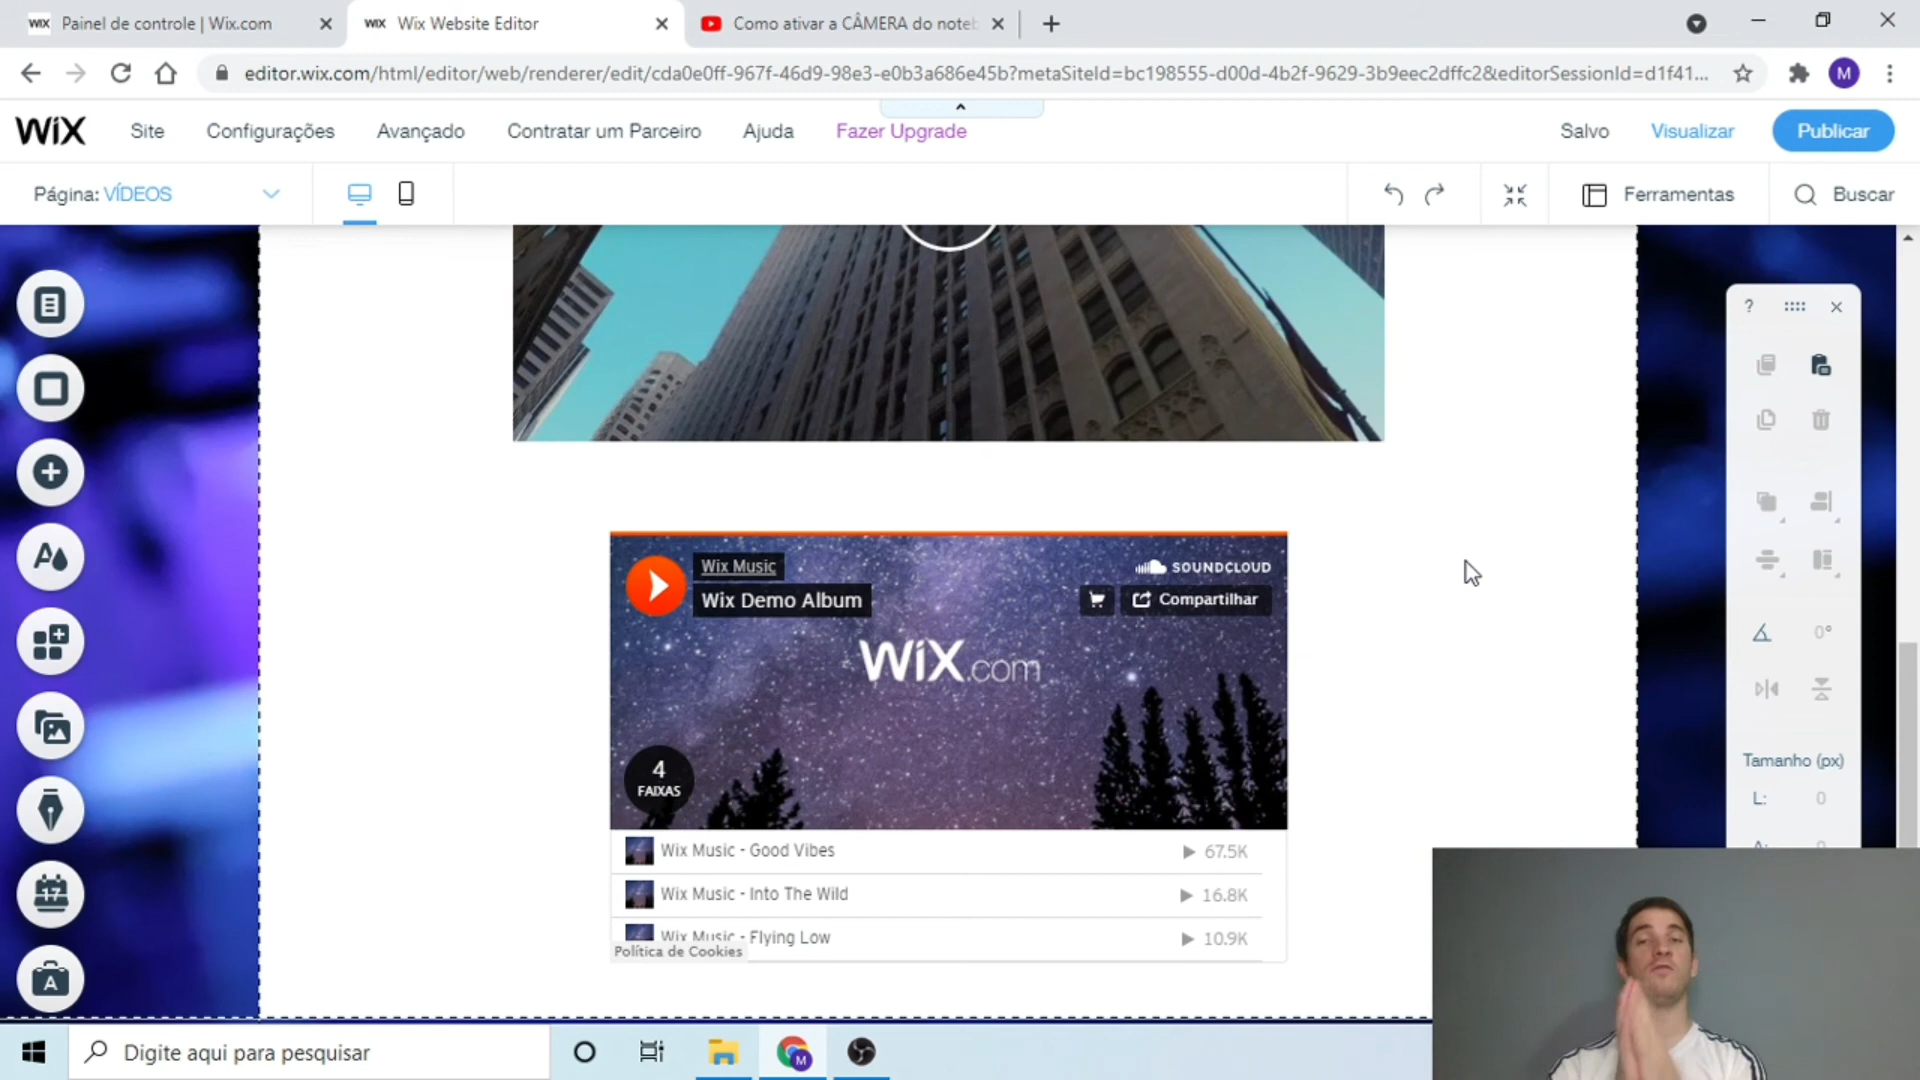 WiX Painel de controle | Wix.com
WiX Wix Website Editor
Como ativar a CÂMERA do noteb
editor.wix.com/html/editor/web/renderer/edit/cda0e0ff-967f-46d9-98e3-e0b3a686e45b?metaSiteId=bc198555-d00d-4b2f-9629-3b9eec2dffc2&editorSessionId=d1f41...
M
WiX Site Configurações Avançado Contratar um Parceiro Ajuda Fazer Upgrade Salvo Visualizar Publicar
Página: VÍDEOS Ferramentas Buscar
?
Wix Music SOUNDCLOUD
Wix Demo Album Compartilhar
WiX.com
4
FAIXAS
Wix Music - Good Vibes 67.5K
Wix Music - Into The Wild 16.8K
Wix Music - Flying Low 10.9K
Política de Cookies
0°
Tamanho (px)
L: 0
A
17
A
Digite aqui para pesquisar
M